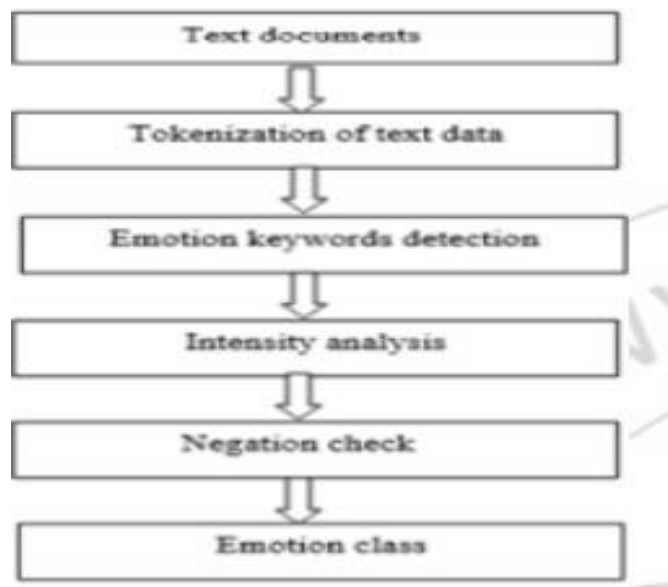 Text documents
Tokenization of text data
Emotion keywords detection
Intensity analysis
Negation check
Emotion class